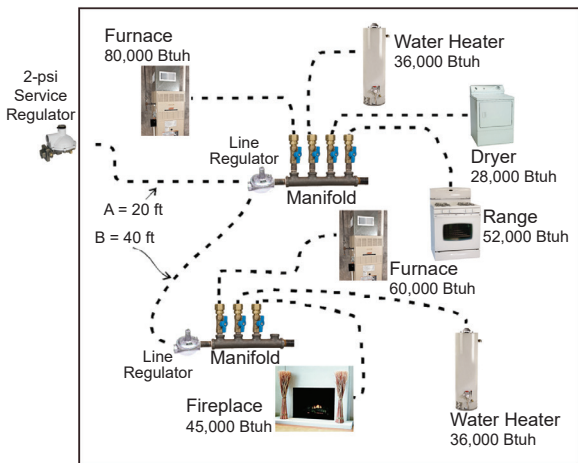 Furnace
80,000 Btuh
Water Heater
36,000 Btuh
2-psi
Service
Regulator
Line
Regulator
Dryer
28,000 Btuh
Manifold
A = 20 ft
Range
52,000 Btuh
B = 40 ft
Furnace
60,000 Btuh
Line
Regulator
Manifold
Fireplace
45,000 Btuh
Water Heater
36,000 Btuh